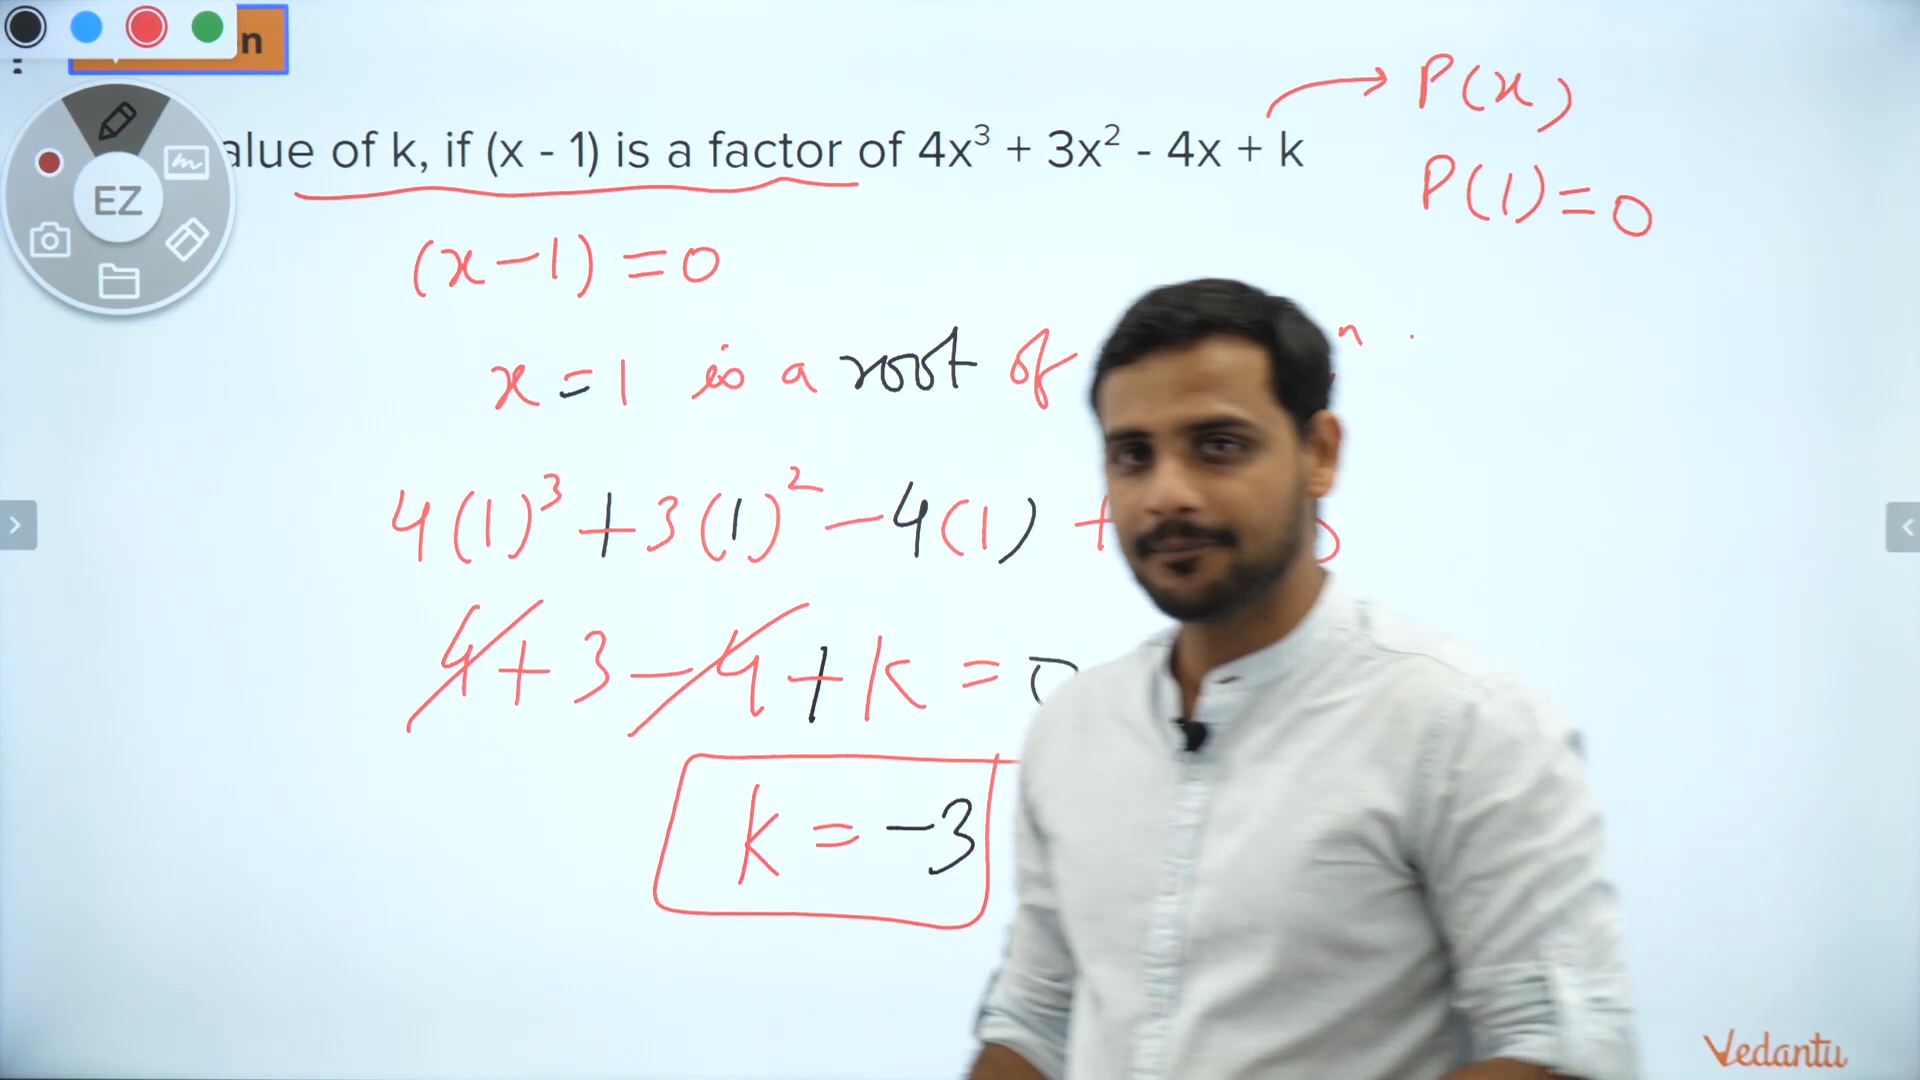 n
alue of k, if (x - 1) is a factor of 4x³ + 3x² - 4x + k
P(x)
P(1)=0
EZ
(x-1)=0
x=1 is a root of
n
4(1)³+3(1)²-4(1) +
4+3-4+k=0
k=-3
Vedantu